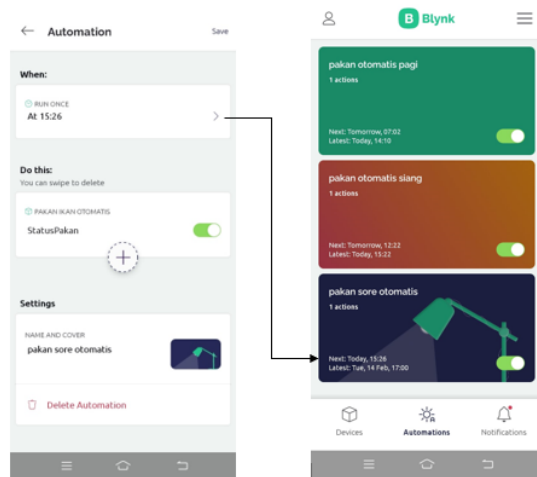 Automation
Save
When:
RUN ONCE
At 15:26
Do this:
You can swipe to delete
PAKAN IKAN OTOMATIS
StatusPakan
Settings
NAME AND COVER
pakan sore otomatis
Delete Automation
B Blynk
pakan otomatis pagi
1 actions
Next: Tomorrow, 07:02
Latest: Today, 14:10
pakan otomatis siang
1 actions
Next: Tomorrow, 12:22
Latest: Today, 15:22
pakan sore otomatis
1 actions
Next: Today, 15:26
Latest: Tue, 14 Feb, 17:00
Devices
Automations
Notifications